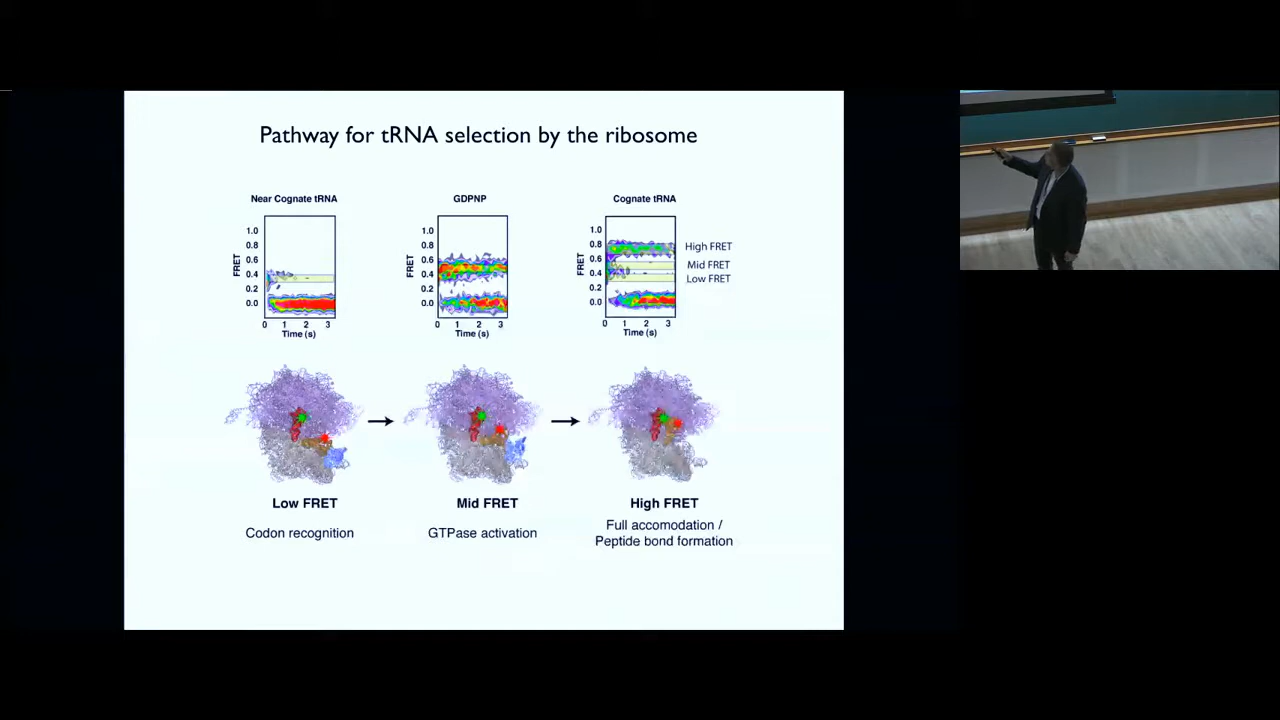 Pathway for tRNA selection by the ribosome
Near Cognate tRNA
GDPNP
Cognate tRNA
1.0
0.8
0.6
0.4
0.2
0.0
FRET
0 1 2 3
Time (s)
1.0
0.8
0.6
0.4
0.2
0.0
FRET
0 1 2 3
Time (s)
1.0
0.8
0.6
0.4
0.2
0.0
FRET
0 1 2 3
Time (s)
High FRET
Mid FRET
Low FRET
Low FRET
Mid FRET
High FRET
Codon recognition
GTPase activation
Full accomodation /
Peptide bond formation